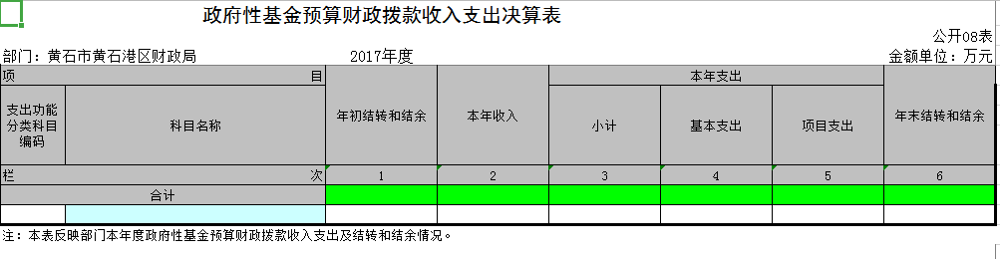 政府性基金预算财政拨款收入支出决算表
公开08表
部门：黄石市黄石港区财政局 2017年度 金额单位：万元
项 目 年初结转和结余 本年收入 本年支出 年末结转和结余
支出功能分类科目编码 科目名称 小计 基本支出 项目支出
栏 次 1 2 3 4 5 6
合计
注：本表反映部门本年度政府性基金预算财政拨款收入支出及结转和结余情况。